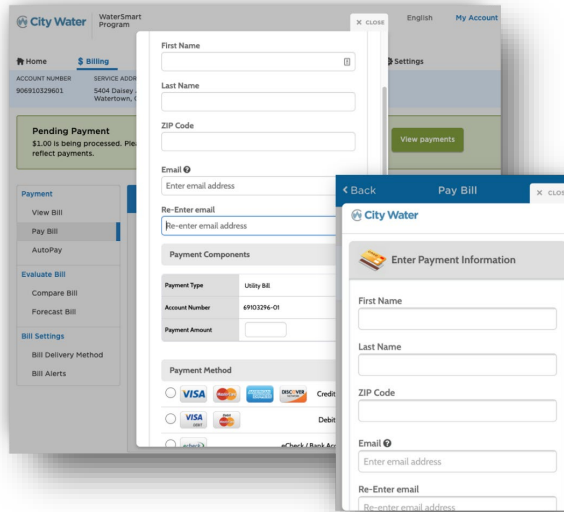 City Water
WaterSmart
Program
English
My Account
Home
$ Billing
Settings
ACCOUNT NUMBER
906910329601
SERVICE ADDR
5404 Daisey
Watertown,
Pending Payment
$1.00 is being processed. Plea
reflect payments.
View payments
Payment
View Bill
Pay Bill
AutoPay
Evaluate Bill
Compare Bill
Forecast Bill
Bill Settings
Bill Delivery Method
Bill Alerts
X CLOSE
First Name
Last Name
ZIP Code
Email ?
Enter email address
Re-Enter email
Re-enter email address
Payment Components
Payment Type Utility Bill
Account Number 69103296-01
Payment Amount
Payment Method
VISA MasterCard AMERICAN EXPRESS DISCOVER Credit
VISA DEBIT Debit
echeck eCheck / Bank Acc
< Back
Pay Bill
X CLOSE
City Water
Enter Payment Information
First Name
Last Name
ZIP Code
Email ?
Enter email address
Re-Enter email
Re-enter email address